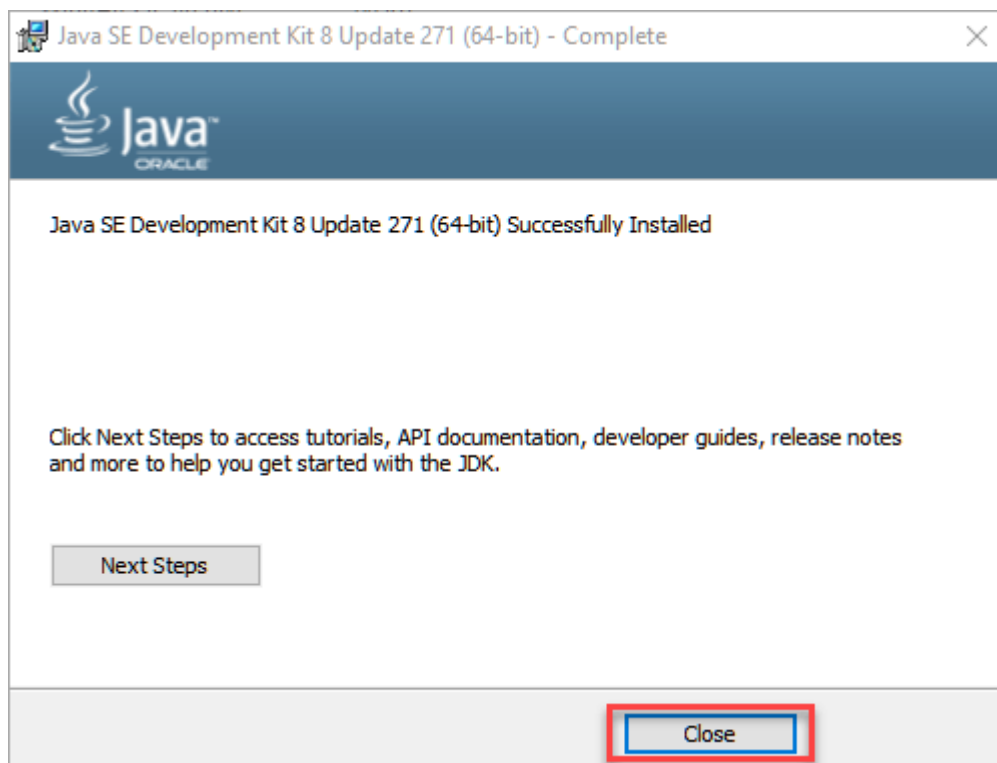 Java SE Development Kit 8 Update 271 (64-bit) - Complete
Java™
ORACLE
Java SE Development Kit 8 Update 271 (64-bit) Successfully Installed
Click Next Steps to access tutorials, API documentation, developer guides, release notes
and more to help you get started with the JDK.
Next Steps
Close